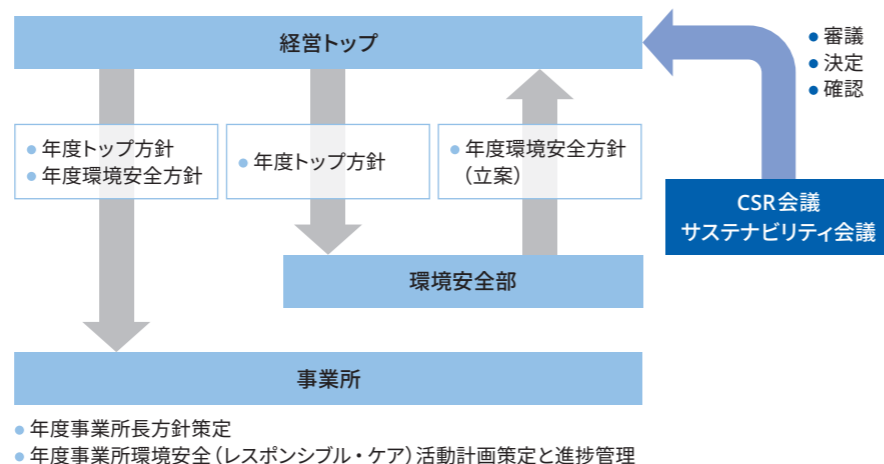 経営トップ
● 審議
● 決定
● 確認
● 年度トップ方針
● 年度環境安全方針
● 年度トップ方針
● 年度環境安全方針
（立案）
CSR会議
サステナビリティ会議
環境安全部
事業所
● 年度事業所長方針策定
● 年度事業所環境安全（レスポンシブル・ケア）活動計画策定と進捗管理